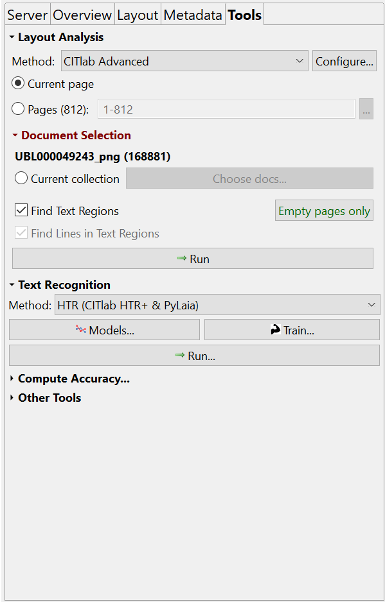 Server Overview Layout Metadata Tools
Layout Analysis
Method: CITlab Advanced Configure...
Current page
Pages (812): 1-812 ...
Document Selection
UBL000049243_png (168881)
Current collection Choose docs...
Find Text Regions Empty pages only
Find Lines in Text Regions
Run
Text Recognition
Method: HTR (CITlab HTR+ & PyLaia)
Models... Train...
Run...
Compute Accuracy...
Other Tools